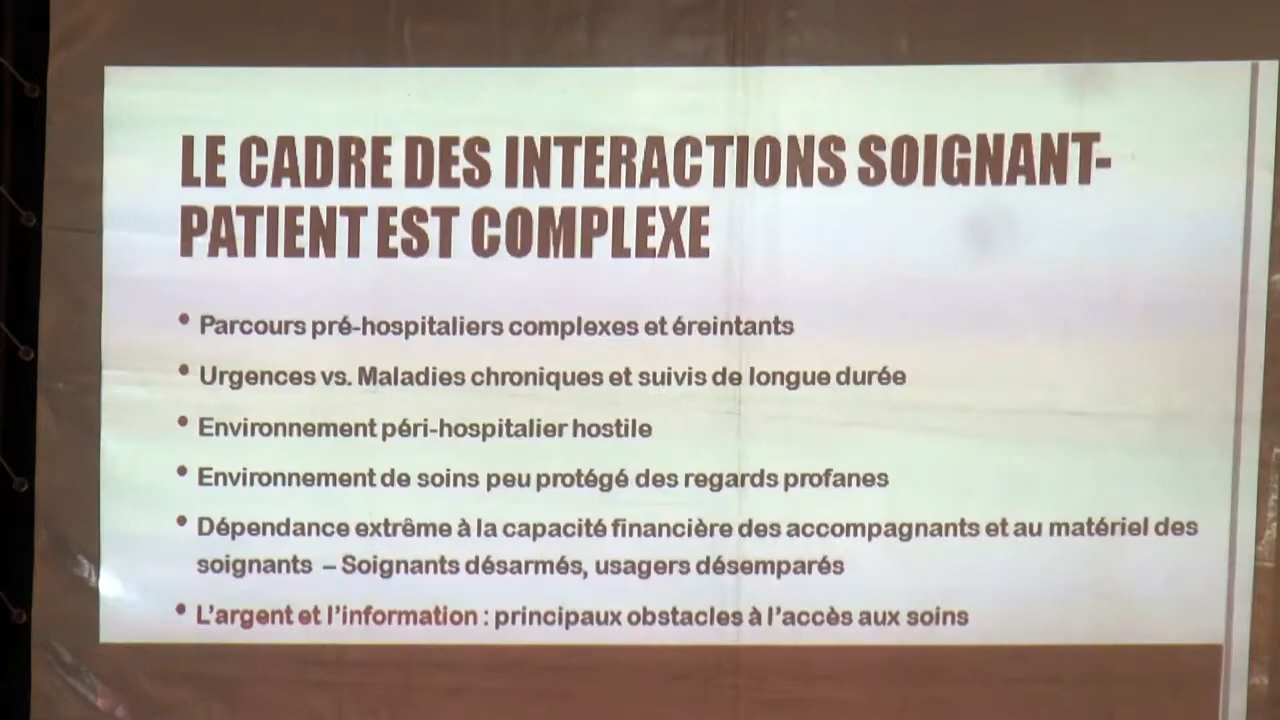 LE CADRE DES INTERACTIONS SOIGNANT-
PATIENT EST COMPLEXE
• Parcours pré-hospitaliers complexes et éreintants
• Urgences vs. Maladies chroniques et suivis de longue durée
• Environnement péri-hospitalier hostile
• Environnement de soins peu protégé des regards profanes
• Dépendance extrême à la capacité financière des accompagnants et au matériel des
soignants – Soignants désarmés, usagers désemparés
• L’argent et l’information : principaux obstacles à l’accès aux soins